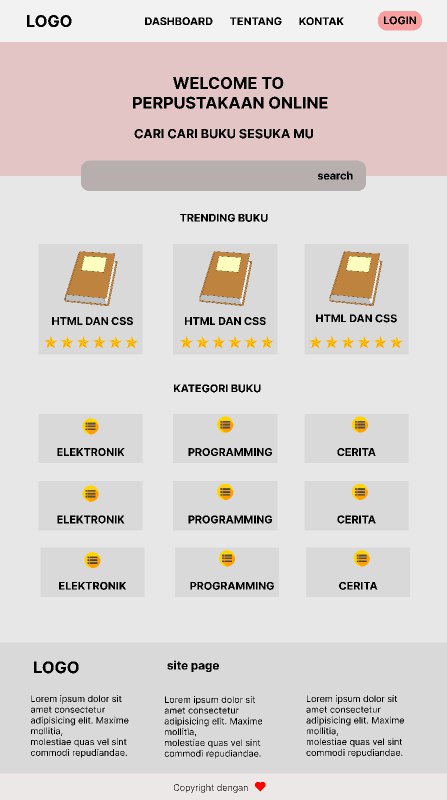 LOGO DASHBOARD TENTANG KONTAK LOGIN
WELCOME TO
PERPUSTAKAAN ONLINE
CARI CARI BUKU SESUKA MU
search
TRENDING BUKU
HTML DAN CSS HTML DAN CSS HTML DAN CSS
KATEGORI BUKU
ELEKTRONIK PROGRAMMING CERITA
ELEKTRONIK PROGRAMMING CERITA
ELEKTRONIK PROGRAMMING CERITA
LOGO
Lorem ipsum dolor sit
amet consectetur
adipisicing elit. Maxime
mollitia,
molestiae quas vel sint
commodi repudiandae.
site page
Lorem ipsum dolor sit
amet consectetur
adipisicing elit. Maxime
mollitia,
molestiae quas vel sint
commodi repudiandae.
Lorem ipsum dolor sit
amet consectetur
adipisicing elit. Maxime
mollitia,
molestiae quas vel sint
commodi repudiandae.
Copyright dengan